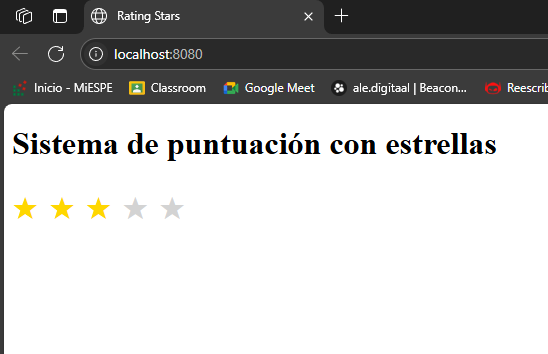 Rating Stars
localhost:8080
Inicio - MiESPE Classroom Google Meet ale.digitaal | Beacon... Reescrib
Sistema de puntuación con estrellas
★ ★ ★ ★ ★